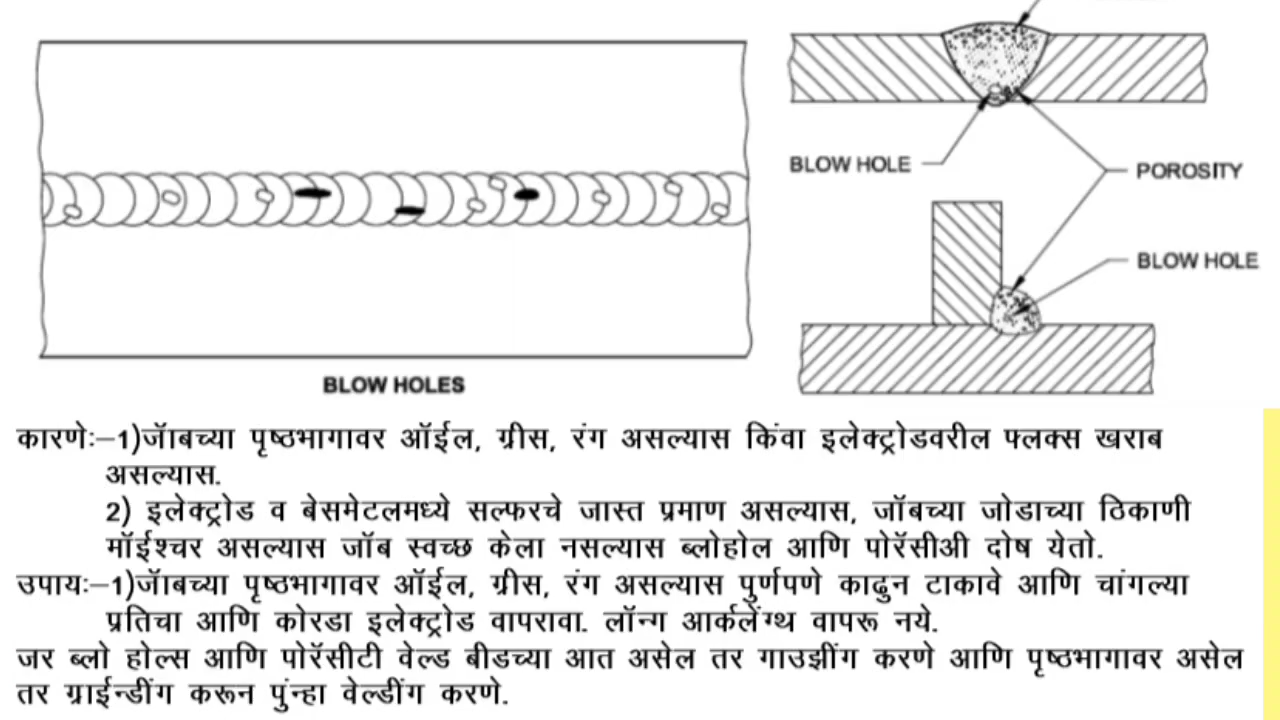 BLOW HOLE
POROSITY
BLOW HOLE
BLOW HOLES
कारणेः–1)जॅाबच्या पृष्ठभागावर ऑईल, ग्रीस, रंग असल्यास किंवा इलेक्ट्रोडवरील फ्लक्स खराब
असल्यास.
2) इलेक्ट्रोड व बेसमेटलमध्ये सल्फरचे जास्त प्रमाण असल्यास, जॉबच्या जोडाच्या ठिकाणी
मॉईश्चर असल्यास जॉब स्वच्छ केला नसल्यास ब्लोहोल आणि पोरॅसीअी दोष येतो.
उपायः–1)जॅाबच्या पृष्ठभागावर ऑईल, ग्रीस, रंग असल्यास पुर्णपणे काढुन टाकावे आणि चांगल्या
प्रतिचा आणि कोरडा इलेक्ट्रोड वापरावा. लॉन्ग आर्कलेंग्थ वापरू नये.
जर ब्लो होल्स आणि पोरॅसीटी वेल्ड बीडच्या आत असेल तर गाउझींग करणे आणि पृष्ठभागावर असेल
तर ग्राईन्डींग करून पुंन्हा वेल्डींग करणे.